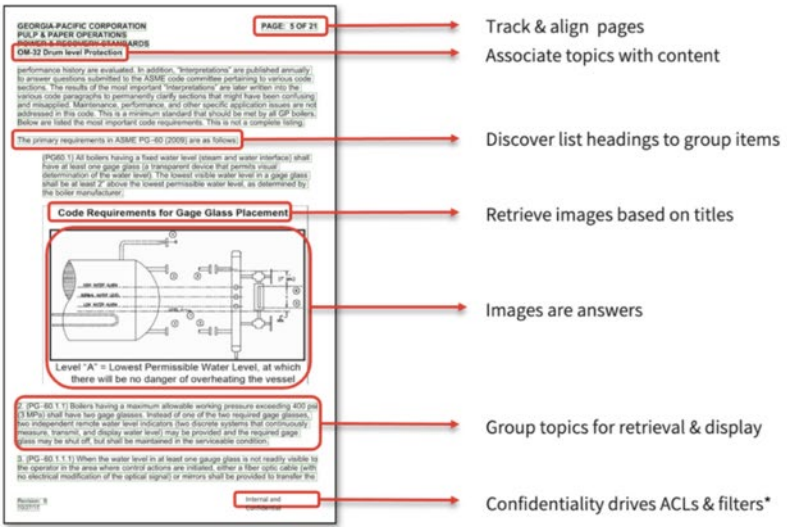 GEORGIA-PACIFIC CORPORATION
PULP & PAPER OPERATIONS
POWER & RECOVERY STANDARDS
OM-32 Drum level Protection
PAGE: 5 OF 21
performance history are evaluated. In addition, "Interpretations" are published annually
to answer questions submitted to the ASME code committee pertaining to various code
sections. The results of the most important "Interpretations" are later written into the
various code paragraphs to permanently clarify sections that might have been confusing
and misapplied. Maintenance, performance, and other specific application issues are not
addressed in this code. This is a minimum standard that should be met by all GP boilers.
Below are listed the most important code requirements. This is not a complete listing.
The primary requirements in ASME PG-60 (2009) are as follows:
(PG60.1) All boilers having a fixed water level (steam and water interface) shall
have at least one gage glass (a transparent device that permits visual
determination of the water level). The lowest visible water level in a gage glass
shall be at least 2" above the lowest permissible water level, as determined by
the boiler manufacturer.
Code Requirements for Gage Glass Placement
HIGH WATER ALARM
NORMAL WATER LEVEL
LOW WATER ALARM
Level "A" = Lowest Permissible Water Level, at which
there will be no danger of overheating the vessel
2. (PG-60.1.1) Boilers having a maximum allowable working pressure exceeding 400 psi
(3 MPa) shall have two gage glasses. Instead of one of the two required gage glasses,
two independent remote water level indicators (two discrete systems that continuously
measure, transmit, and display water level) may be provided and the required gage
glass may be shut off, but shall be maintained in the serviceable condition.
3. (PG-60.1.1.1) When the water level in at least one gauge glass is not readily visible to
the operator in the area where control actions are initiated, either a fiber optic cable (with
no electrical modification of the optical signal) or mirrors shall be provided to transfer the
Internal and
Confidential
Track & align pages
Associate topics with content
Discover list headings to group items
Retrieve images based on titles
Images are answers
Group topics for retrieval & display
Confidentiality drives ACLs & filters*